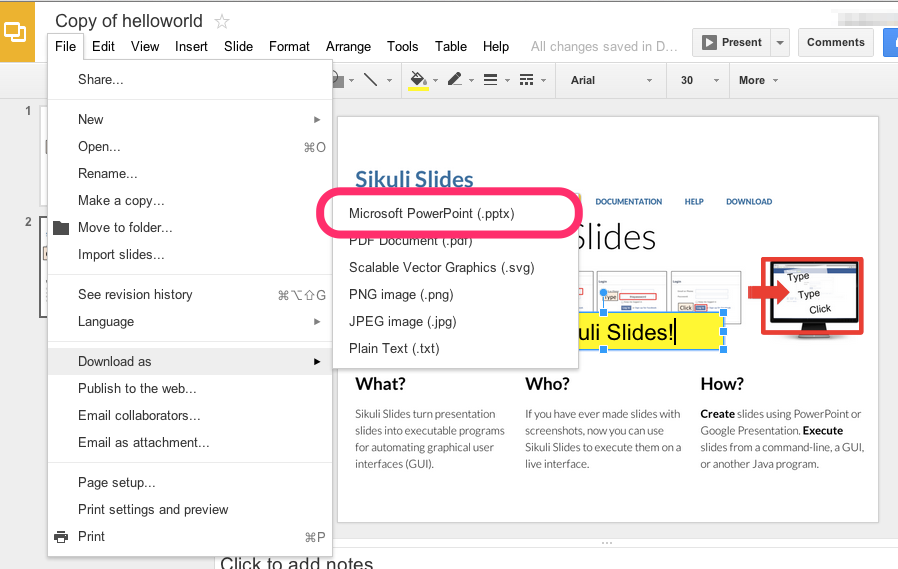 Copy of helloworld
File Edit View Insert Slide Format Arrange Tools Table Help All changes saved in D...
Present Comments
Arial 30 More
Share...
New
Open... ⌘O
Rename...
Make a copy...
Move to folder...
Import slides...
See revision history ⌘⌥⇧G
Language
Download as
Publish to the web...
Email collaborators...
Email as attachment...
Page setup...
Print settings and preview
Print ⌘P
Microsoft PowerPoint (.pptx)
PDF Document (.pdf)
Scalable Vector Graphics (.svg)
PNG image (.png)
JPEG image (.jpg)
Plain Text (.txt)
1
2
Sikuli Slides
DOCUMENTATION HELP DOWNLOAD
Slides
Login
Login
Type
Click
Type
Type
Click
uli Slides!
What?
Sikuli Slides turn presentation
slides into executable programs
for automating graphical user
interfaces (GUI).
Who?
If you have ever made slides with
screenshots, now you can use
Sikuli Slides to execute them on a
live interface.
How?
Create slides using PowerPoint or
Google Presentation. Execute
slides from a command-line, a GUI,
or another Java program.
Click to add notes